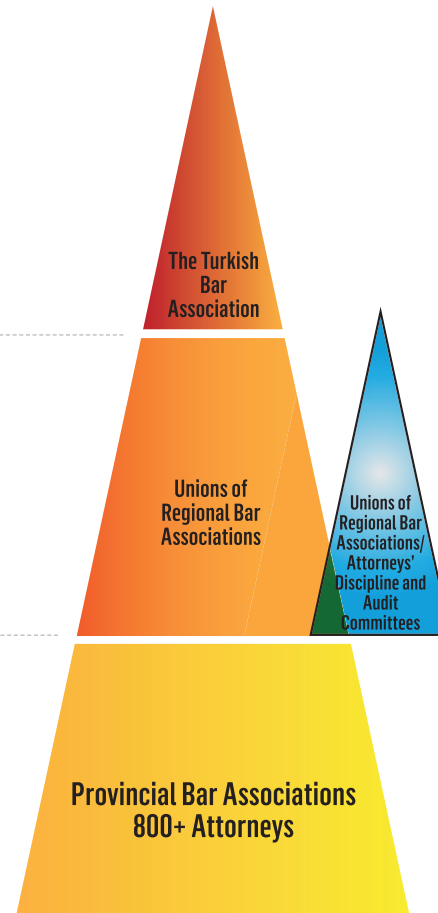 The Turkish
Bar
Association
Unions of
Regional Bar
Associations
Unions of
Regional Bar
Associations/
Attorneys'
Discipline and
Audit
Committees
Provincial Bar Associations
800+ Attorneys